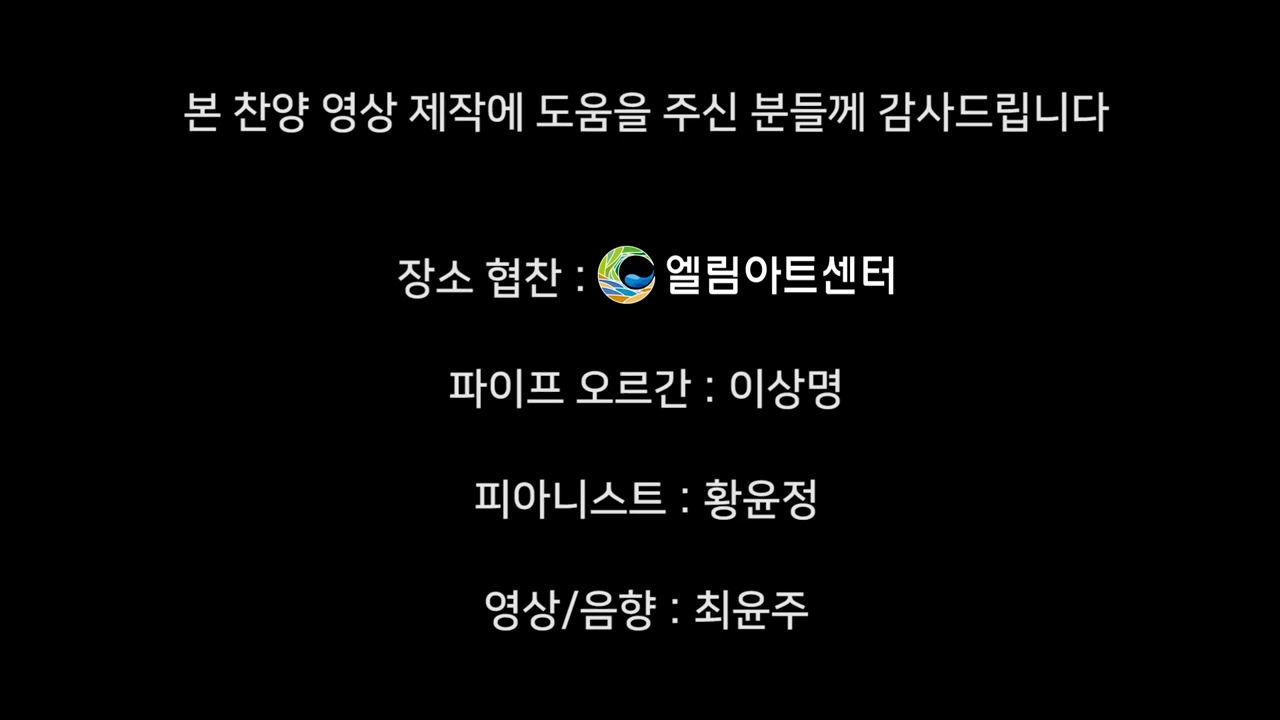 본 찬양 영상 제작에 도움을 주신 분들께 감사드립니다
장소 협찬 : 엘림아트센터
파이프 오르간 : 이상명
피아니스트 : 황윤정
영상/음향 : 최윤주